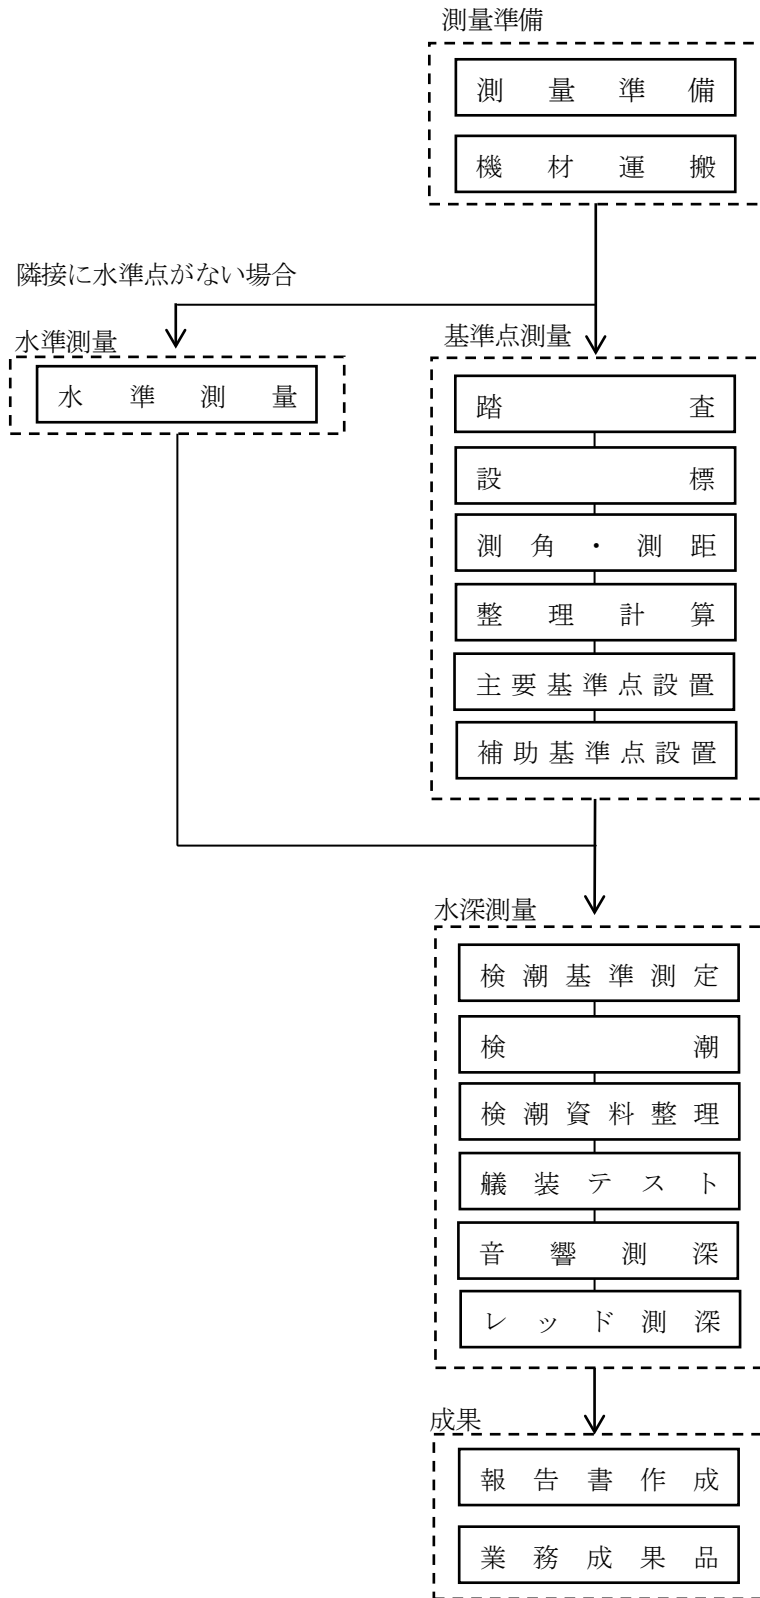 測量準備
測量準備
機材運搬
隣接に水準点がない場合
水準測量
水準測量
基準点測量
踏査
設標
測角・測距
整理計算
主要基準点設置
補助基準点設置
水深測量
検潮基準測定
検潮
検潮資料整理
艤装テスト
音響測深
レッド測深
成果
報告書作成
業務成果品